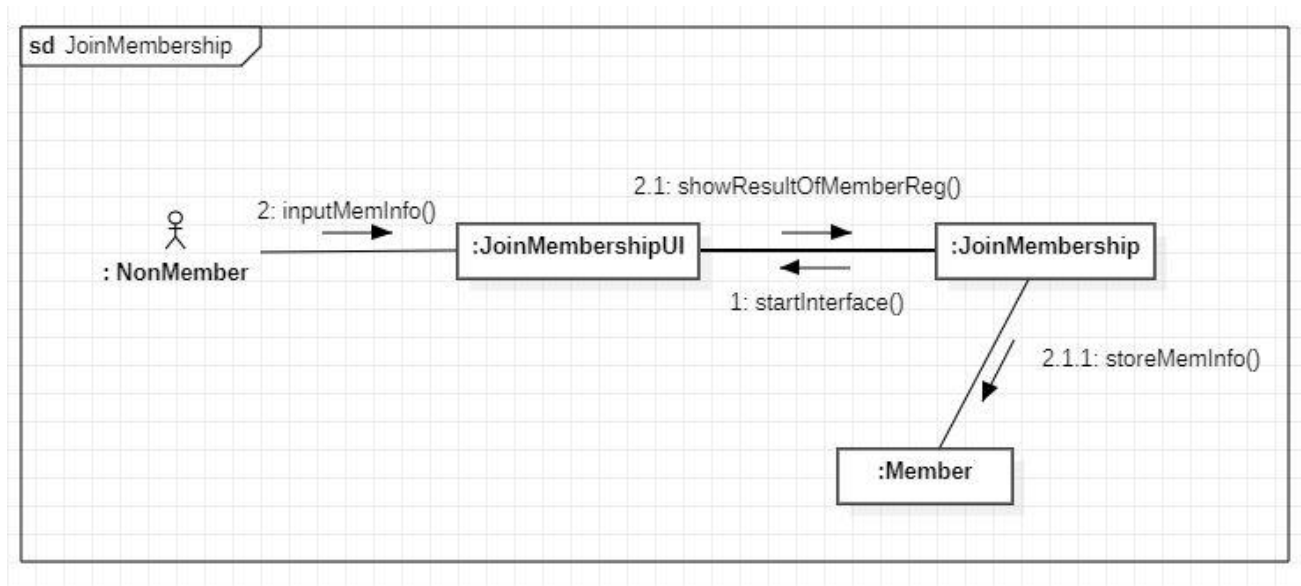 sd JoinMembership
2.1: showResultOfMemberReg()
2: inputMemInfo()
:JoinMembershipUI
:JoinMembership
: NonMember
1: startInterface()
2.1.1: storeMemInfo()
:Member